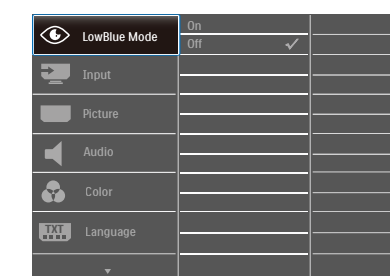 LowBlue Mode
On
Off
Input
Picture
Audio
Color
TXT
Language